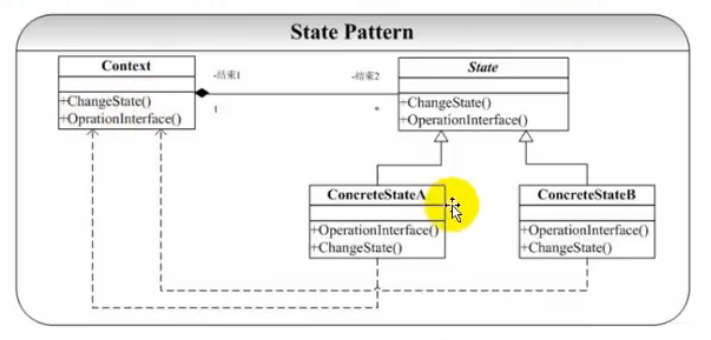 State Pattern
Context
+ChangeState()
+OprationInterface()
-结束1
1
-结束2
*
State
+ChangeState()
+OperationInterface()
ConcreteStateA
+OperationInterface()
+ChangeState()
ConcreteStateB
+OperationInterface()
+ChangeState()